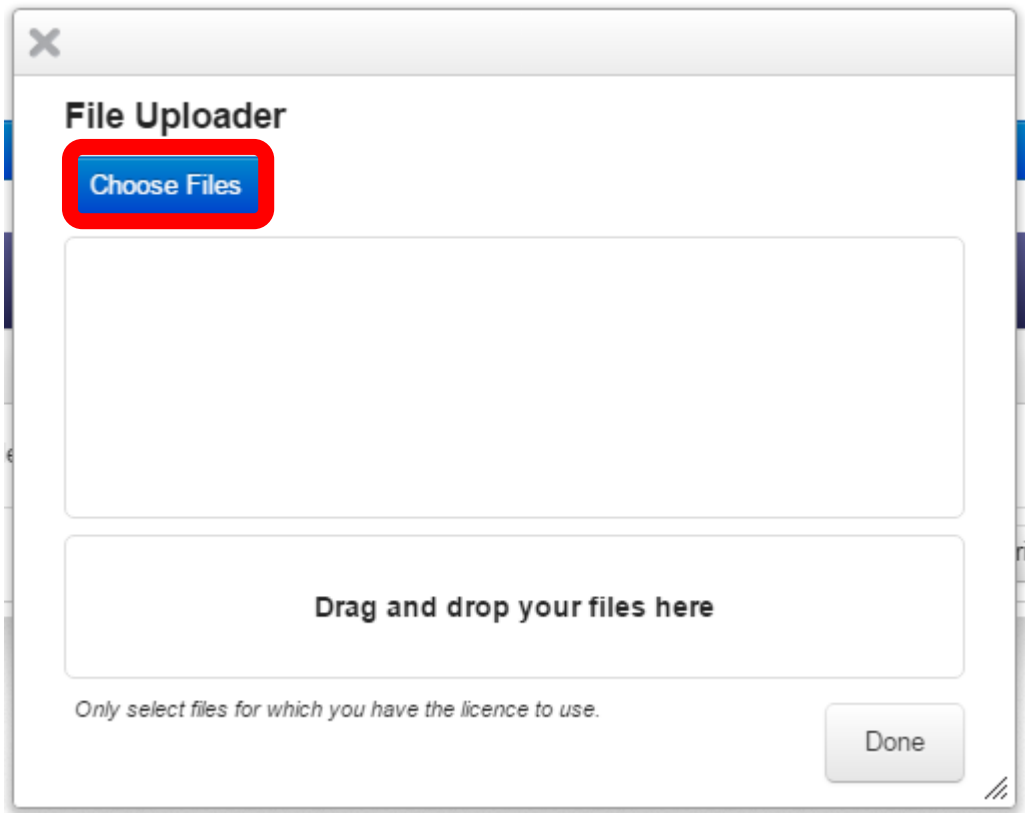 File Uploader
Choose Files
Drag and drop your files here
Only select files for which you have the licence to use.
Done